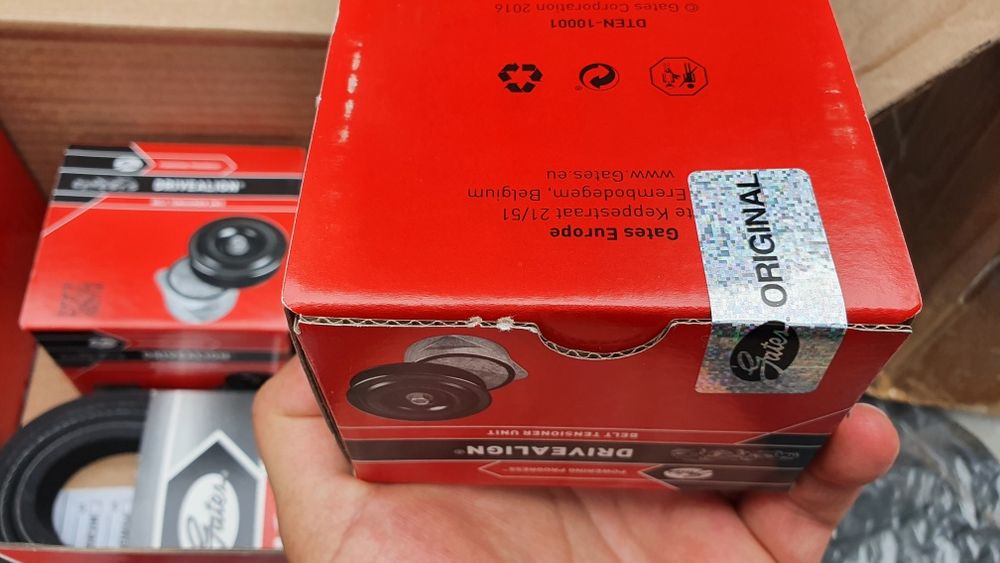 © Gates Corporation 2016
DTEN-10001
Gates Europe
te Keppestraat 21/51
Erembodegem, Belgium
www.Gates.eu
ORIGINAL
Gates
POWERING PROGRESS™
DRIVEALIGN®
BELT TENSIONER UNIT
DRIVEALIGN®
Gates